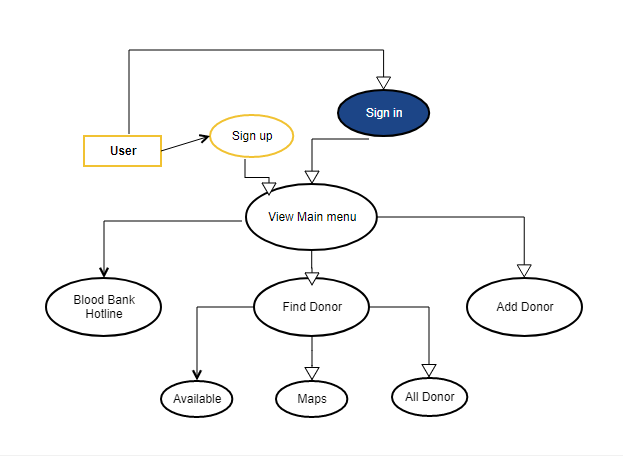 Sign in
Sign up
User
View Main menu
Blood Bank
Hotline
Find Donor
Add Donor
Available
Maps
All Donor